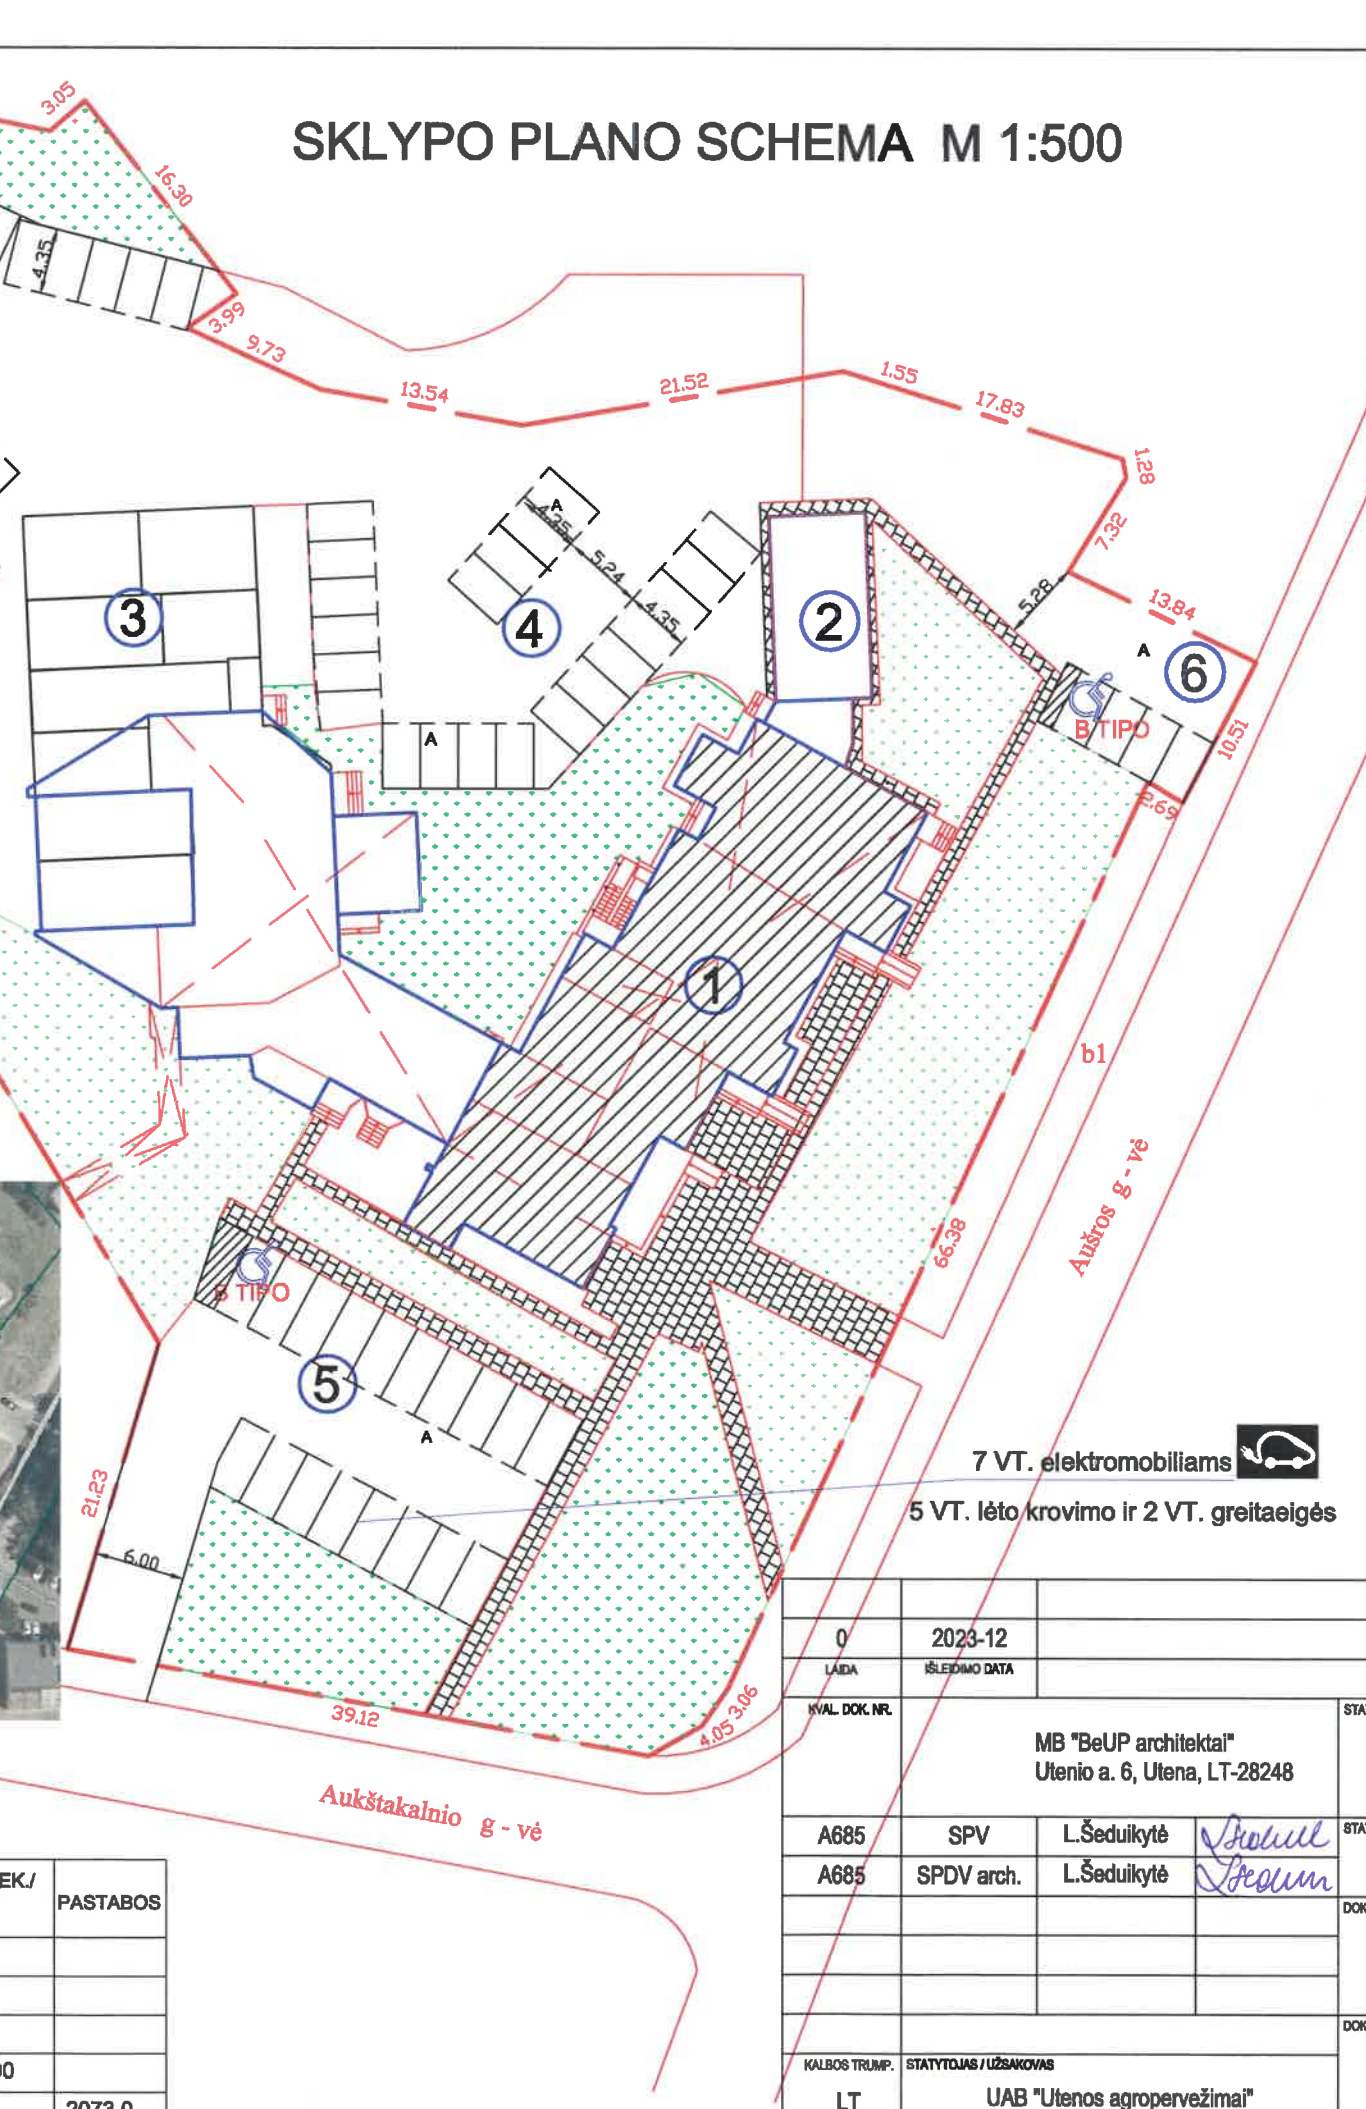 SKLYPO PLANO SCHEMA M 1:500
3.05
16.30
4.35
3.99
9.73
13.54
21.52
1.55
17.83
1.28
7.32
13.84
5.28
A
4.35
5.24
4.35
3
4
2
A
6
B TIPO
10.51
A
2.69
1
b1
Aušros g - vė
66.38
B TIPO
5
A
7 VT. elektromobiliams
5 VT. lėto krovimo ir 2 VT. greitaeigės
21.23
6.00
39.12
4.05
3.06
Aukštakalnio g - vė
0 2023-12
LAIDA IŠLEIDIMO DATA
KVAL. DOK. NR.
MB "BeUP architektai"
Utenio a. 6, Utena, LT-28248
A685 SPV L.Šeduikytė
A685 SPDV arch. L.Šeduikytė
KALBOS TRUMP. STATYTOJAS / UŽSAKOVAS
LT UAB "Utenos agropervežimai"
PASTABOS